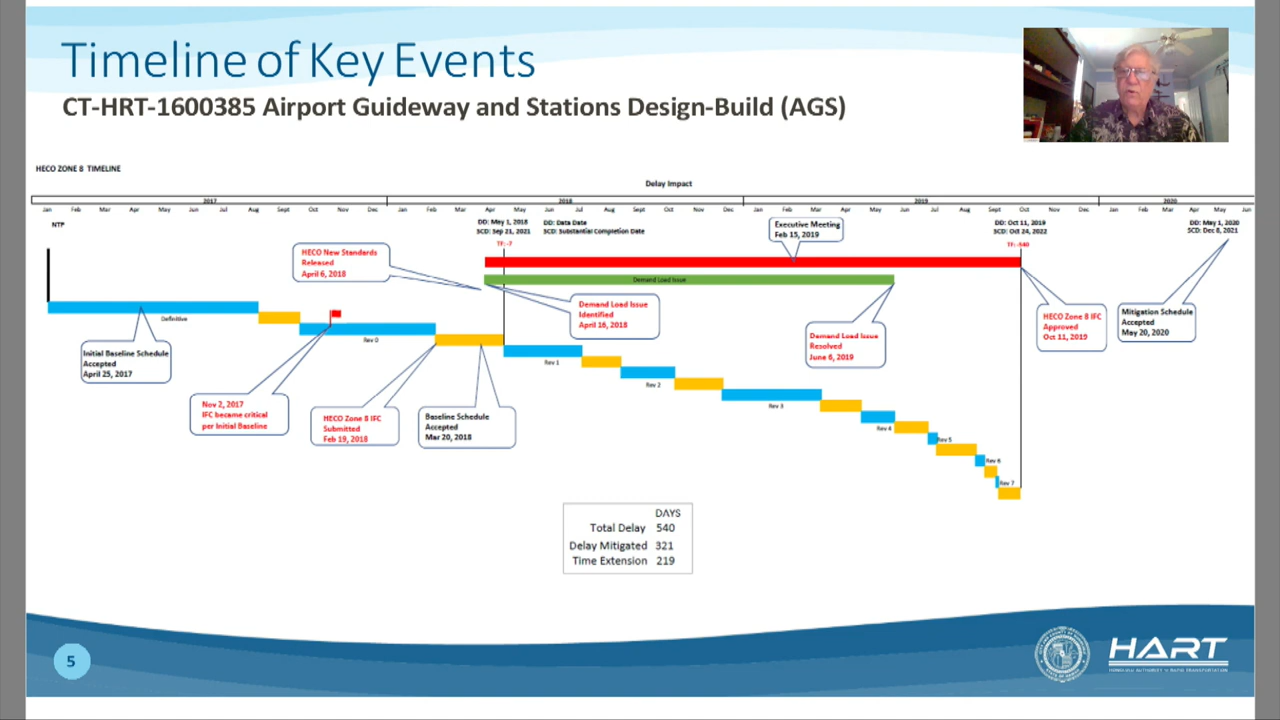 Timeline of Key Events
CT-HRT-1600385 Airport Guideway and Stations Design-Build (AGS)
HECO ZONE 8 TIMELINE
Delay Impact
2017 2018 2019 2020
Jan Feb Mar Apr May Jun Jul Aug Sept Oct Nov Dec Jan Feb Mar Apr May Jun Jul Aug Sept Oct Nov Dec Jan Feb Mar Apr May Jun Jul Aug Sept Oct Nov Dec Jan Feb Mar Apr May Jun
NTP
DD: May 1, 2018
SCD: Sep 21, 2021
TF: -7
DD: Data Date
SCD: Substantial Completion Date
Executive Meeting
Feb 15, 2019
DD: Oct 11, 2019
SCD: Oct 24, 2022
TF: -540
DD: May 1, 2020
SCD: Dec 8, 2021
HECO New Standards
Released
April 6, 2018
Demand Load Issue
Demand Load Issue
Identified
April 16, 2018
Demand Load Issue
Resolved
June 6, 2019
HECO Zone 8 IFC
Approved
Oct 11, 2019
Mitigation Schedule
Accepted
May 20, 2020
Definitive
Rev 0
Initial Baseline Schedule
Accepted
April 25, 2017
Nov 2, 2017
IFC became critical
per Initial Baseline
HECO Zone 8 IFC
Submitted
Feb 19, 2018
Baseline Schedule
Accepted
Mar 20, 2018
Rev 1
Rev 2
Rev 3
Rev 4
Rev 5
Rev 6
Rev 7
DAYS
Total Delay 540
Delay Mitigated 321
Time Extension 219
5
HART
HONOLULU AUTHORITY for RAPID TRANSPORTATION